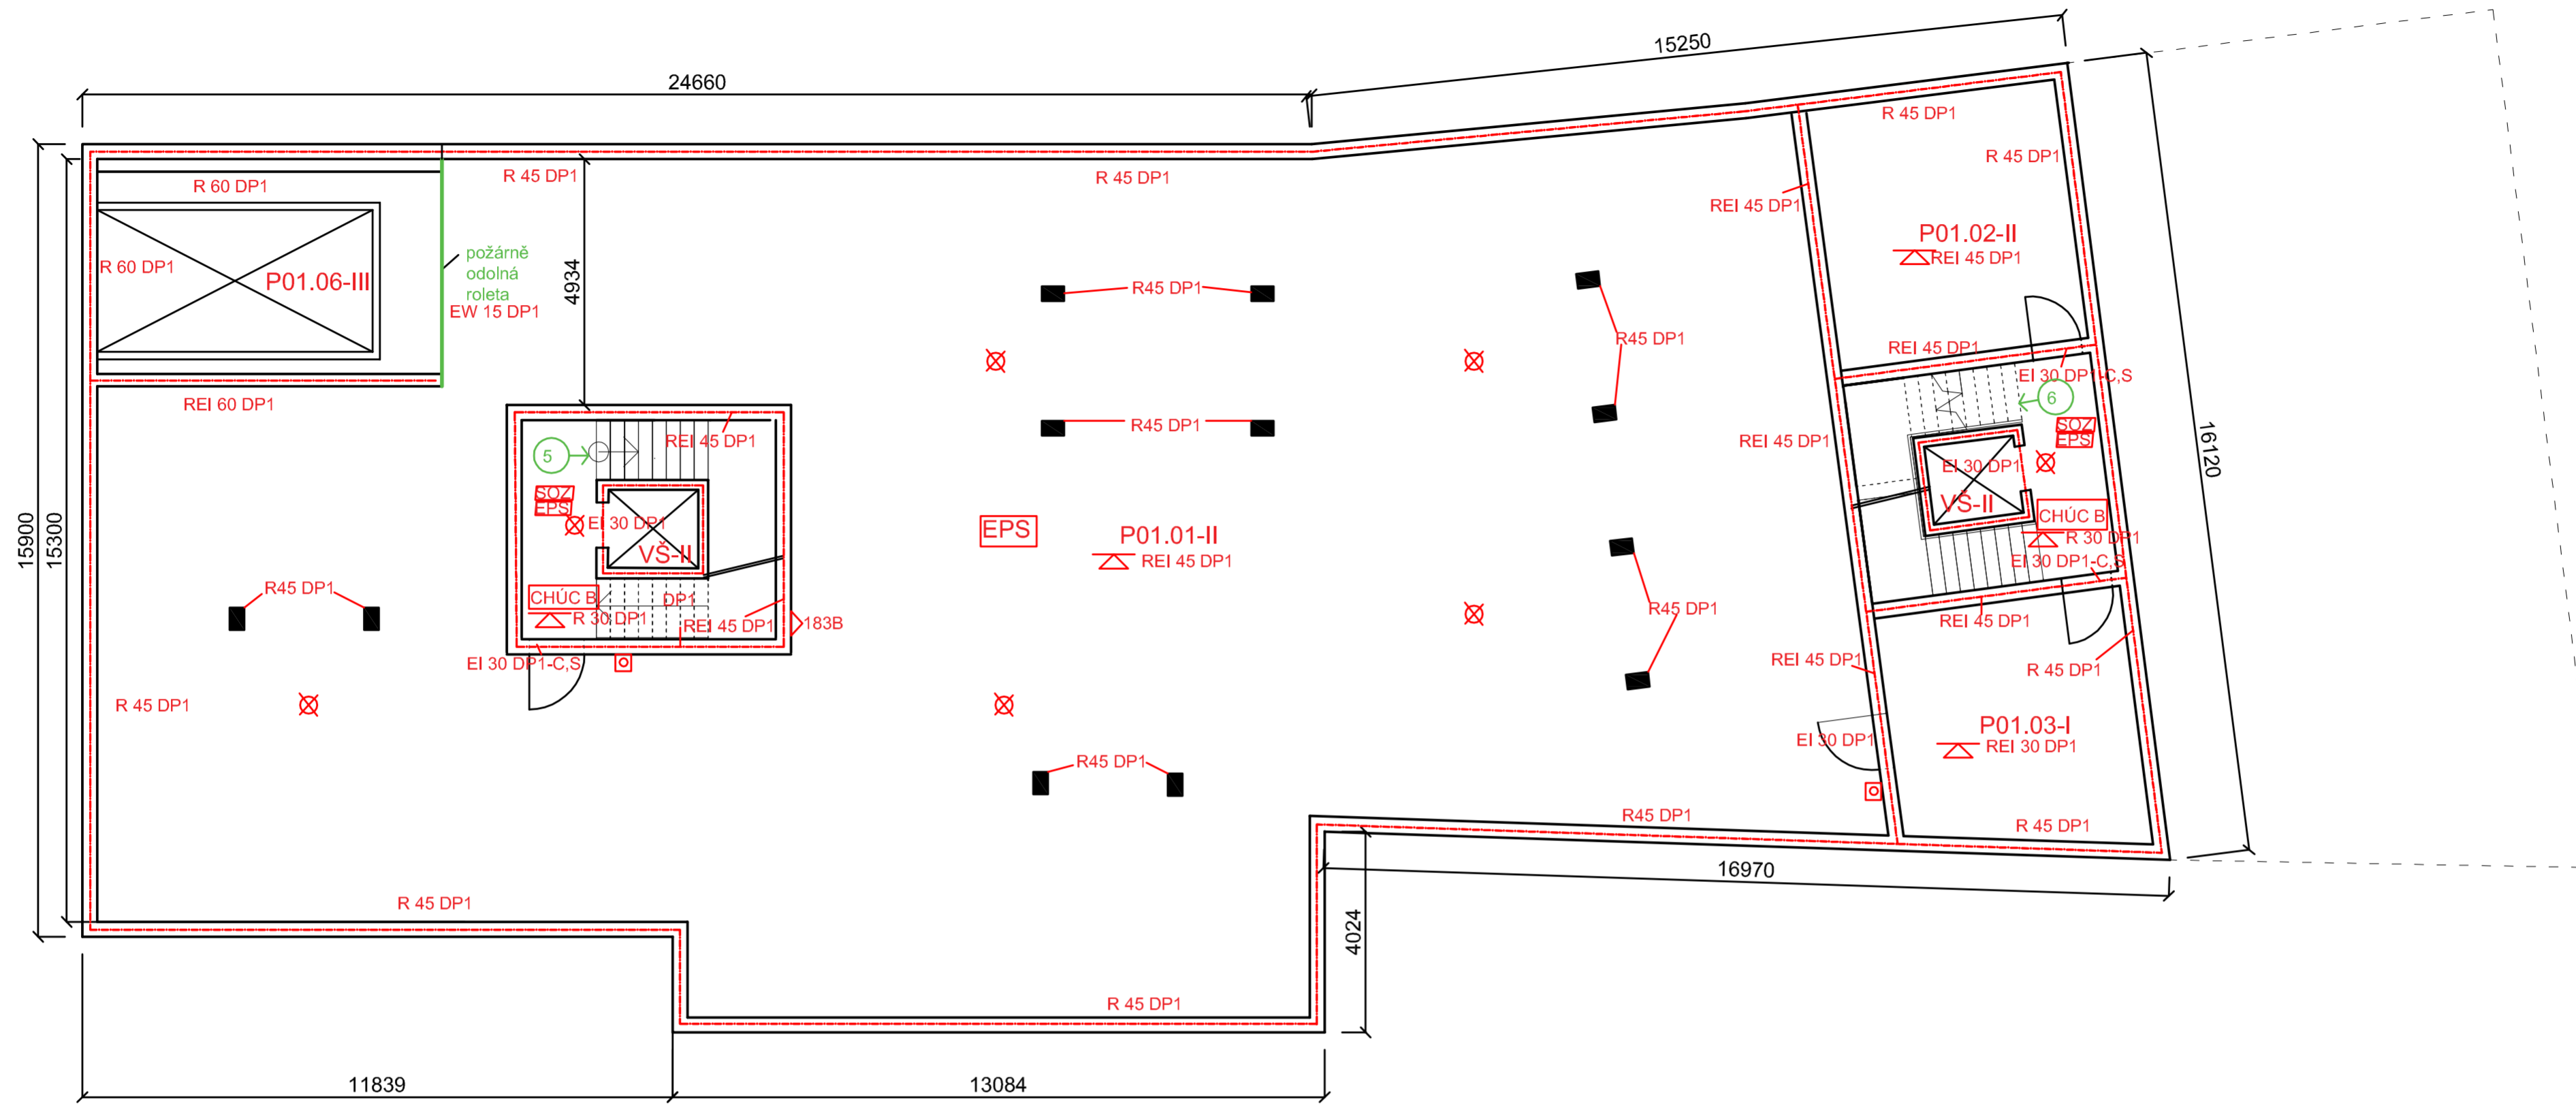 15250
24660
R 45 DP1
R 45 DP1
R 60 DP1
R 45 DP1
R 45 DP1
REI 45 DP1
P01.02-II
REI 45 DP1
požárně
odolná
roleta
EW 15 DP1
R 60 DP1
P01.06-III
4934
R45 DP1
R45 DP1
REI 45 DP1
EI 30 DP1-C,S
REI 60 DP1
6
SOZ
EPS
REI 45 DP1
R45 DP1
REI 45 DP1
16120
5
SOZ
EPS
EI 30 DP1
VŠ-II
EPS
P01.01-II
REI 45 DP1
EI 30 DP1
VŠ-II
CHÚC B
R 30 DP1
EI 30 DP1-C,S
15900
15300
R45 DP1
CHÚC B
R 30 DP1
DP1
REI 45 DP1
183B
R45 DP1
REI 45 DP1
EI 30 DP1-C,S
REI 45 DP1
R 45 DP1
R 45 DP1
P01.03-I
REI 30 DP1
EI 30 DP1
R45 DP1
R45 DP1
R 45 DP1
16970
R 45 DP1
4024
R 45 DP1
11839
13084